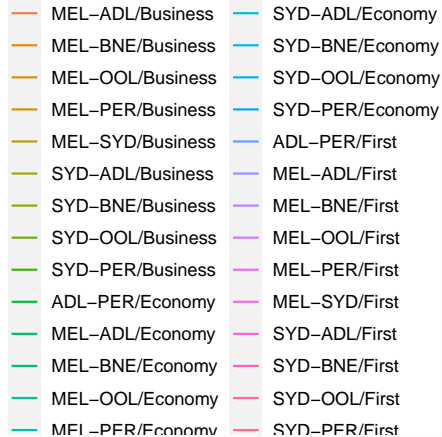 MEL−ADL/Business
MEL−BNE/Business
MEL−OOL/Business
MEL−PER/Business
MEL−SYD/Business
SYD−ADL/Business
SYD−BNE/Business
SYD−OOL/Business
SYD−PER/Business
ADL−PER/Economy
MEL−ADL/Economy
MEL−BNE/Economy
MEL−OOL/Economy
MEL−PER/Economy
SYD−ADL/Economy
SYD−BNE/Economy
SYD−OOL/Economy
SYD−PER/Economy
ADL−PER/First
MEL−ADL/First
MEL−BNE/First
MEL−OOL/First
MEL−PER/First
MEL−SYD/First
SYD−ADL/First
SYD−BNE/First
SYD−OOL/First
SYD−PER/First